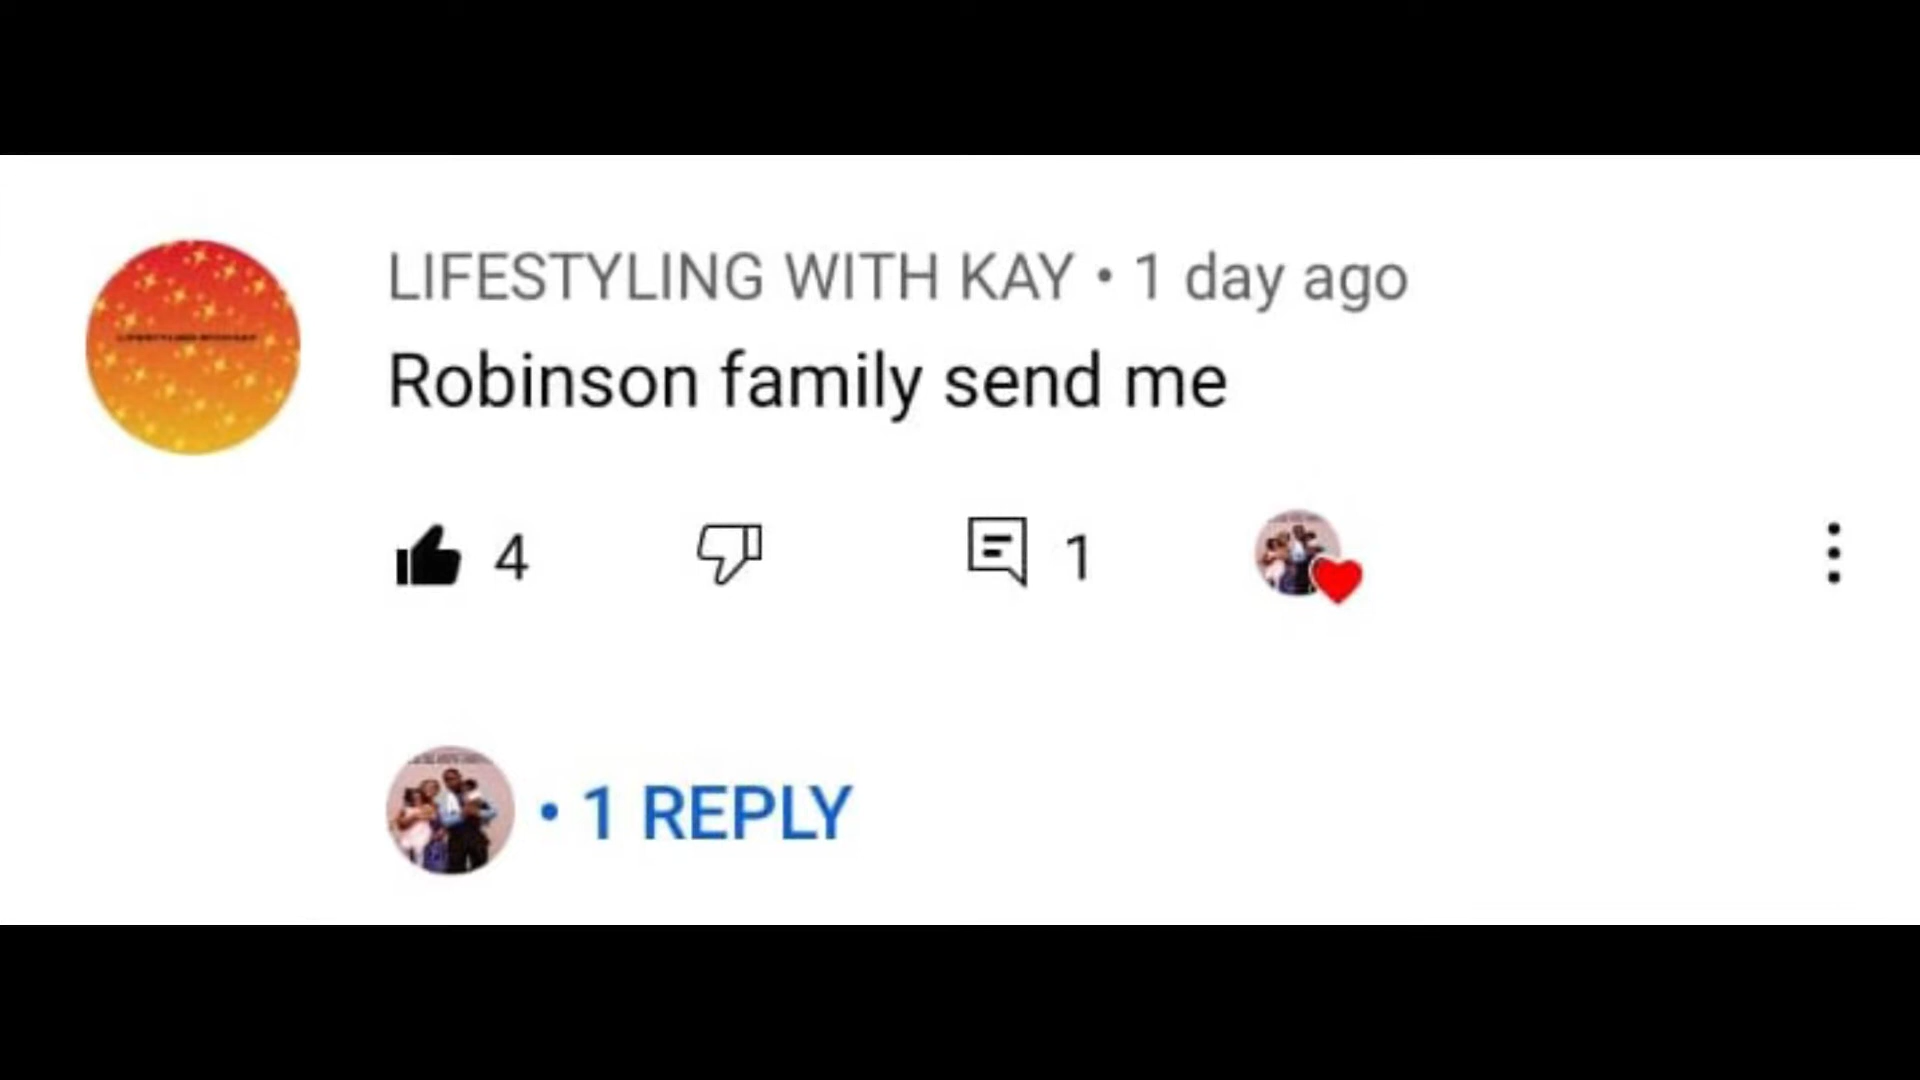 LIFESTYLING WITH KAY • 1 day ago
Robinson family send me
4 1
• 1 REPLY